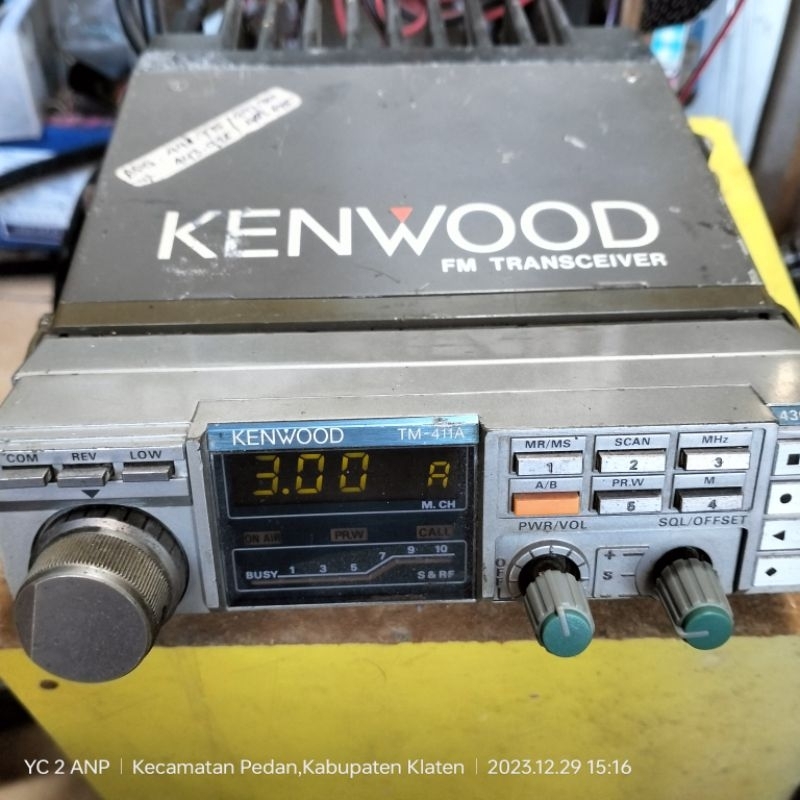 KENWOOD
FM TRANSCEIVER
KENWOOD TM-411A
COM REV LOW
3.00 A
M.CH
ON AIR PR.W CALL
BUSY 1 3 5 7 9 10 S & RF
MR/MS SCAN MHz
1 2 3
A/B PR.W M
5 4
PWR/VOL SQL/OFFSET
OFF
+
S
-
43
YC 2 ANP | Kecamatan Pedan,Kabupaten Klaten | 2023.12.29 15:16